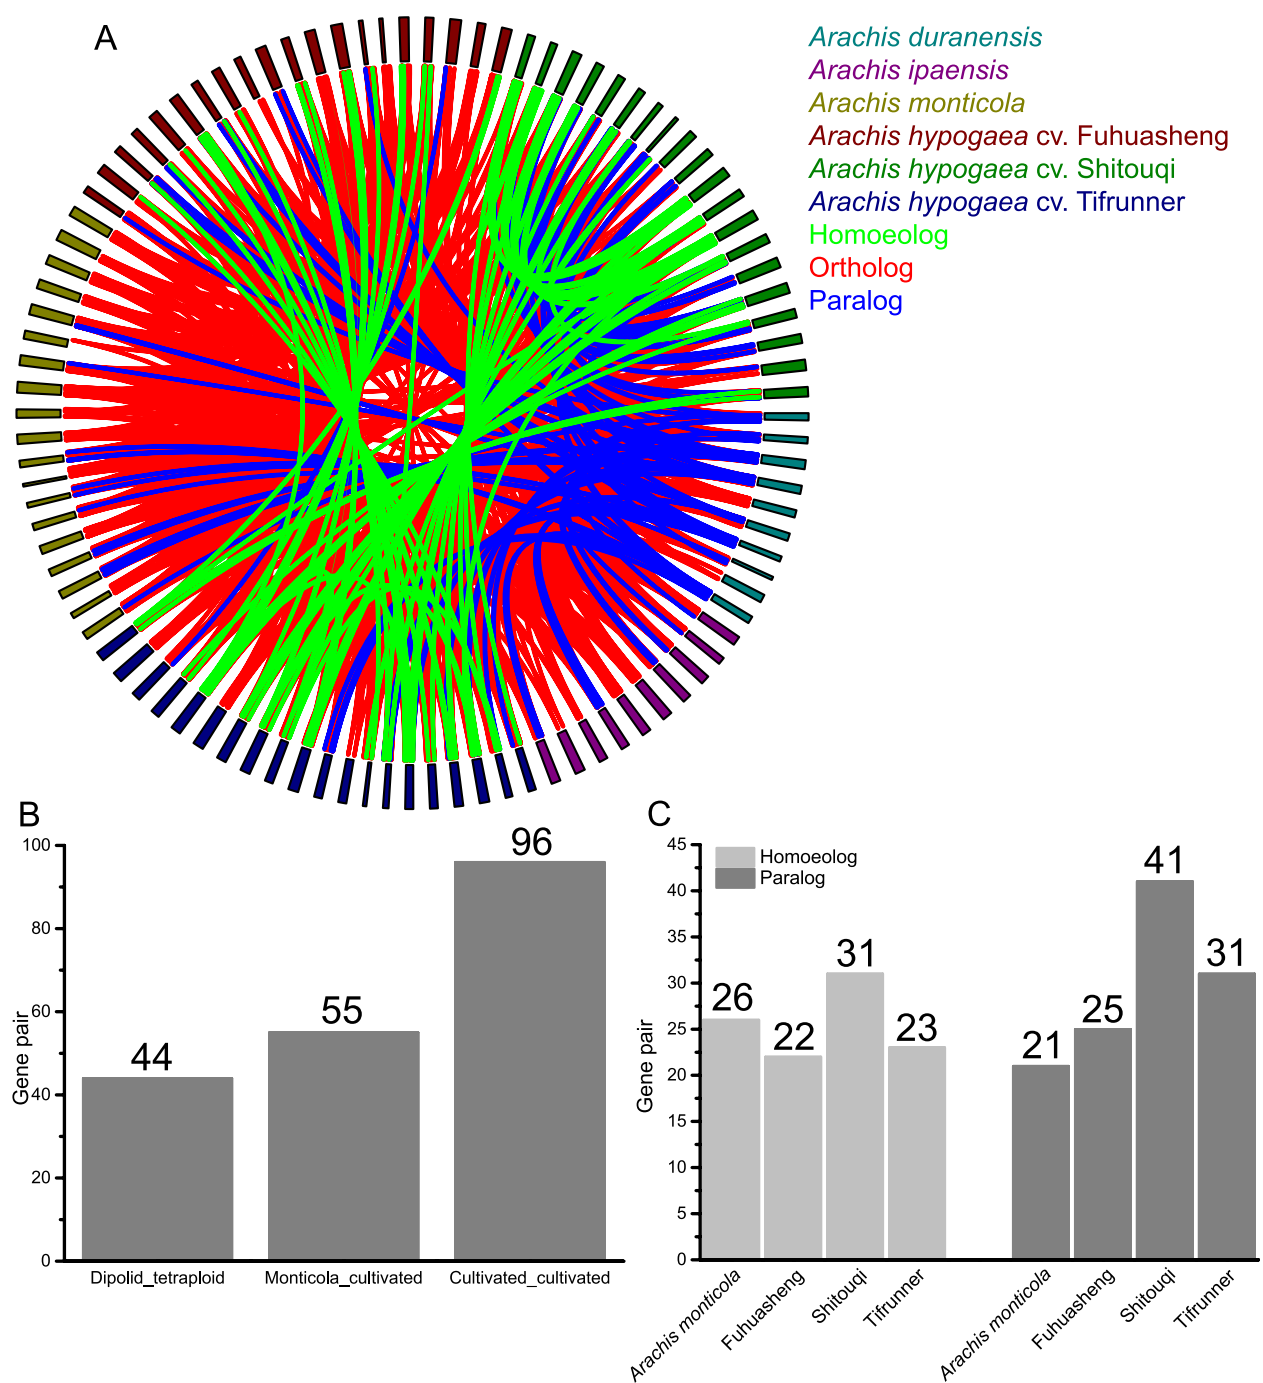 A
Arachis duranensis
Arachis ipaensis
Arachis monticola
Arachis hypogaea cv. Fuhuasheng
Arachis hypogaea cv. Shitouqi
Arachis hypogaea cv. Tifrunner
Homoeolog
Ortholog
Paralog
B
Gene pair
100
80
60
40
20
0
44
55
96
Dipolid_tetraploid
Monticola_cultivated
Cultivated_cultivated
C
Gene pair
45
40
35
30
25
20
15
10
5
0
Homoeolog
Paralog
26
22
31
23
21
25
41
31
Arachis monticola
Fuhuasheng
Shitouqi
Tifrunner
Arachis monticola
Fuhuasheng
Shitouqi
Tifrunner